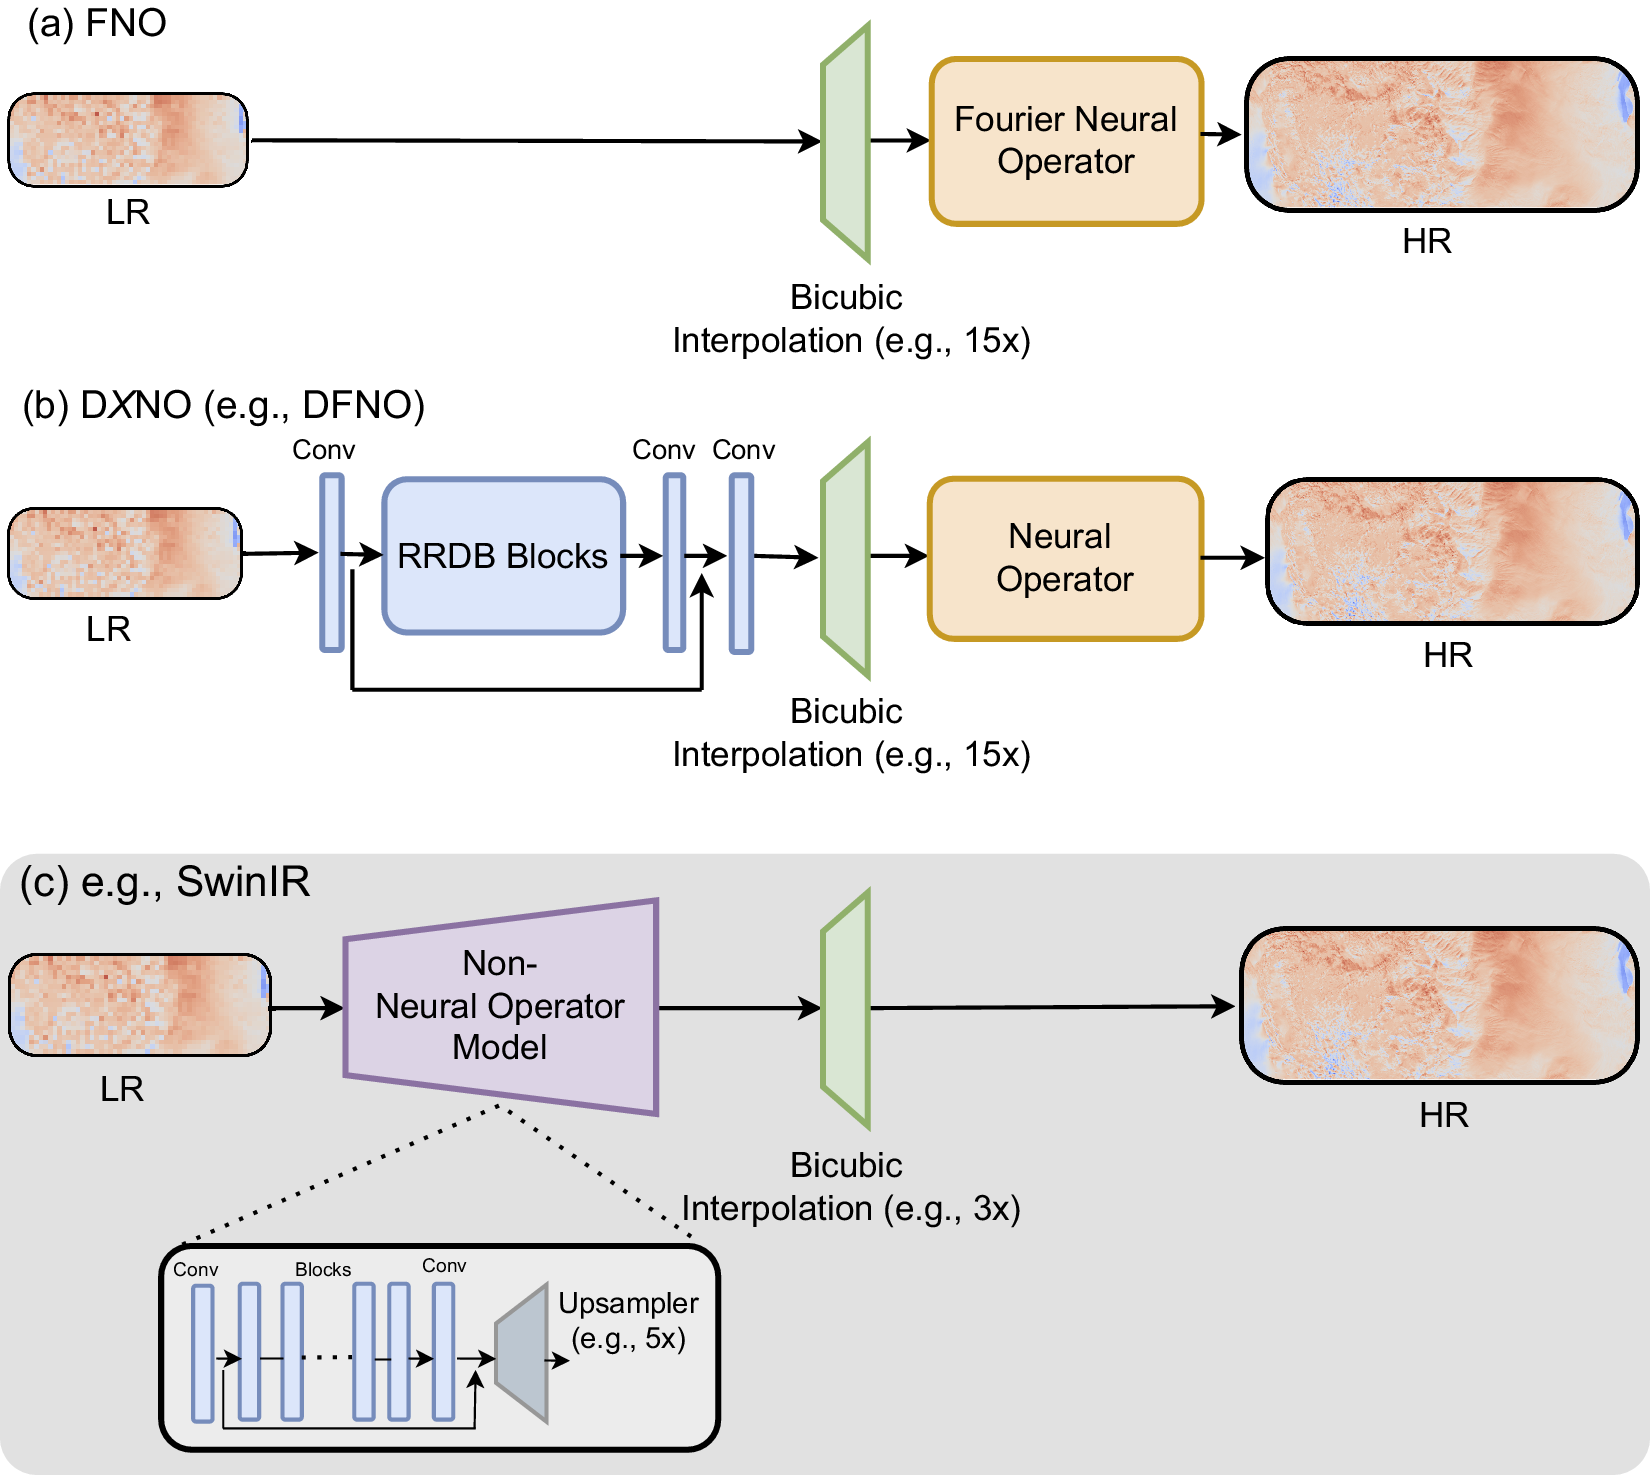 (a) FNO
LR
Fourier Neural
Operator
HR
Bicubic
Interpolation (e.g., 15x)
(b) DXNO (e.g., DFNO)
Conv
Conv
Conv
LR
RRDB Blocks
Neural
Operator
HR
Bicubic
Interpolation (e.g., 15x)
(c) e.g., SwinIR
LR
Non-
Neural Operator
Model
HR
Bicubic
Interpolation (e.g., 3x)
Conv
Blocks
Conv
Upsampler
(e.g., 5x)